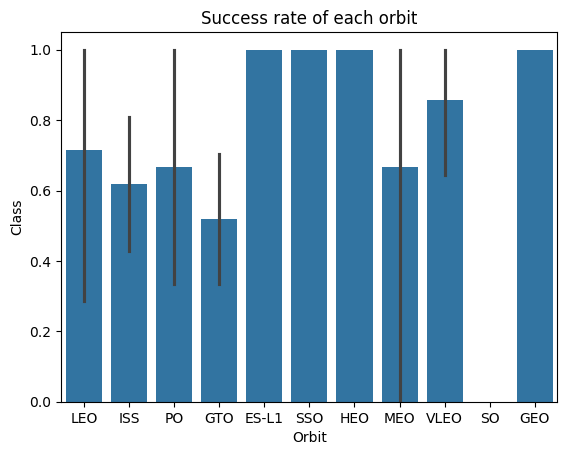 Success rate of each orbit
1.0
0.8
0.6
0.4
0.2
0.0
Class
LEO ISS PO GTO ES-L1 SSO HEO MEO VLEO SO GEO
Orbit